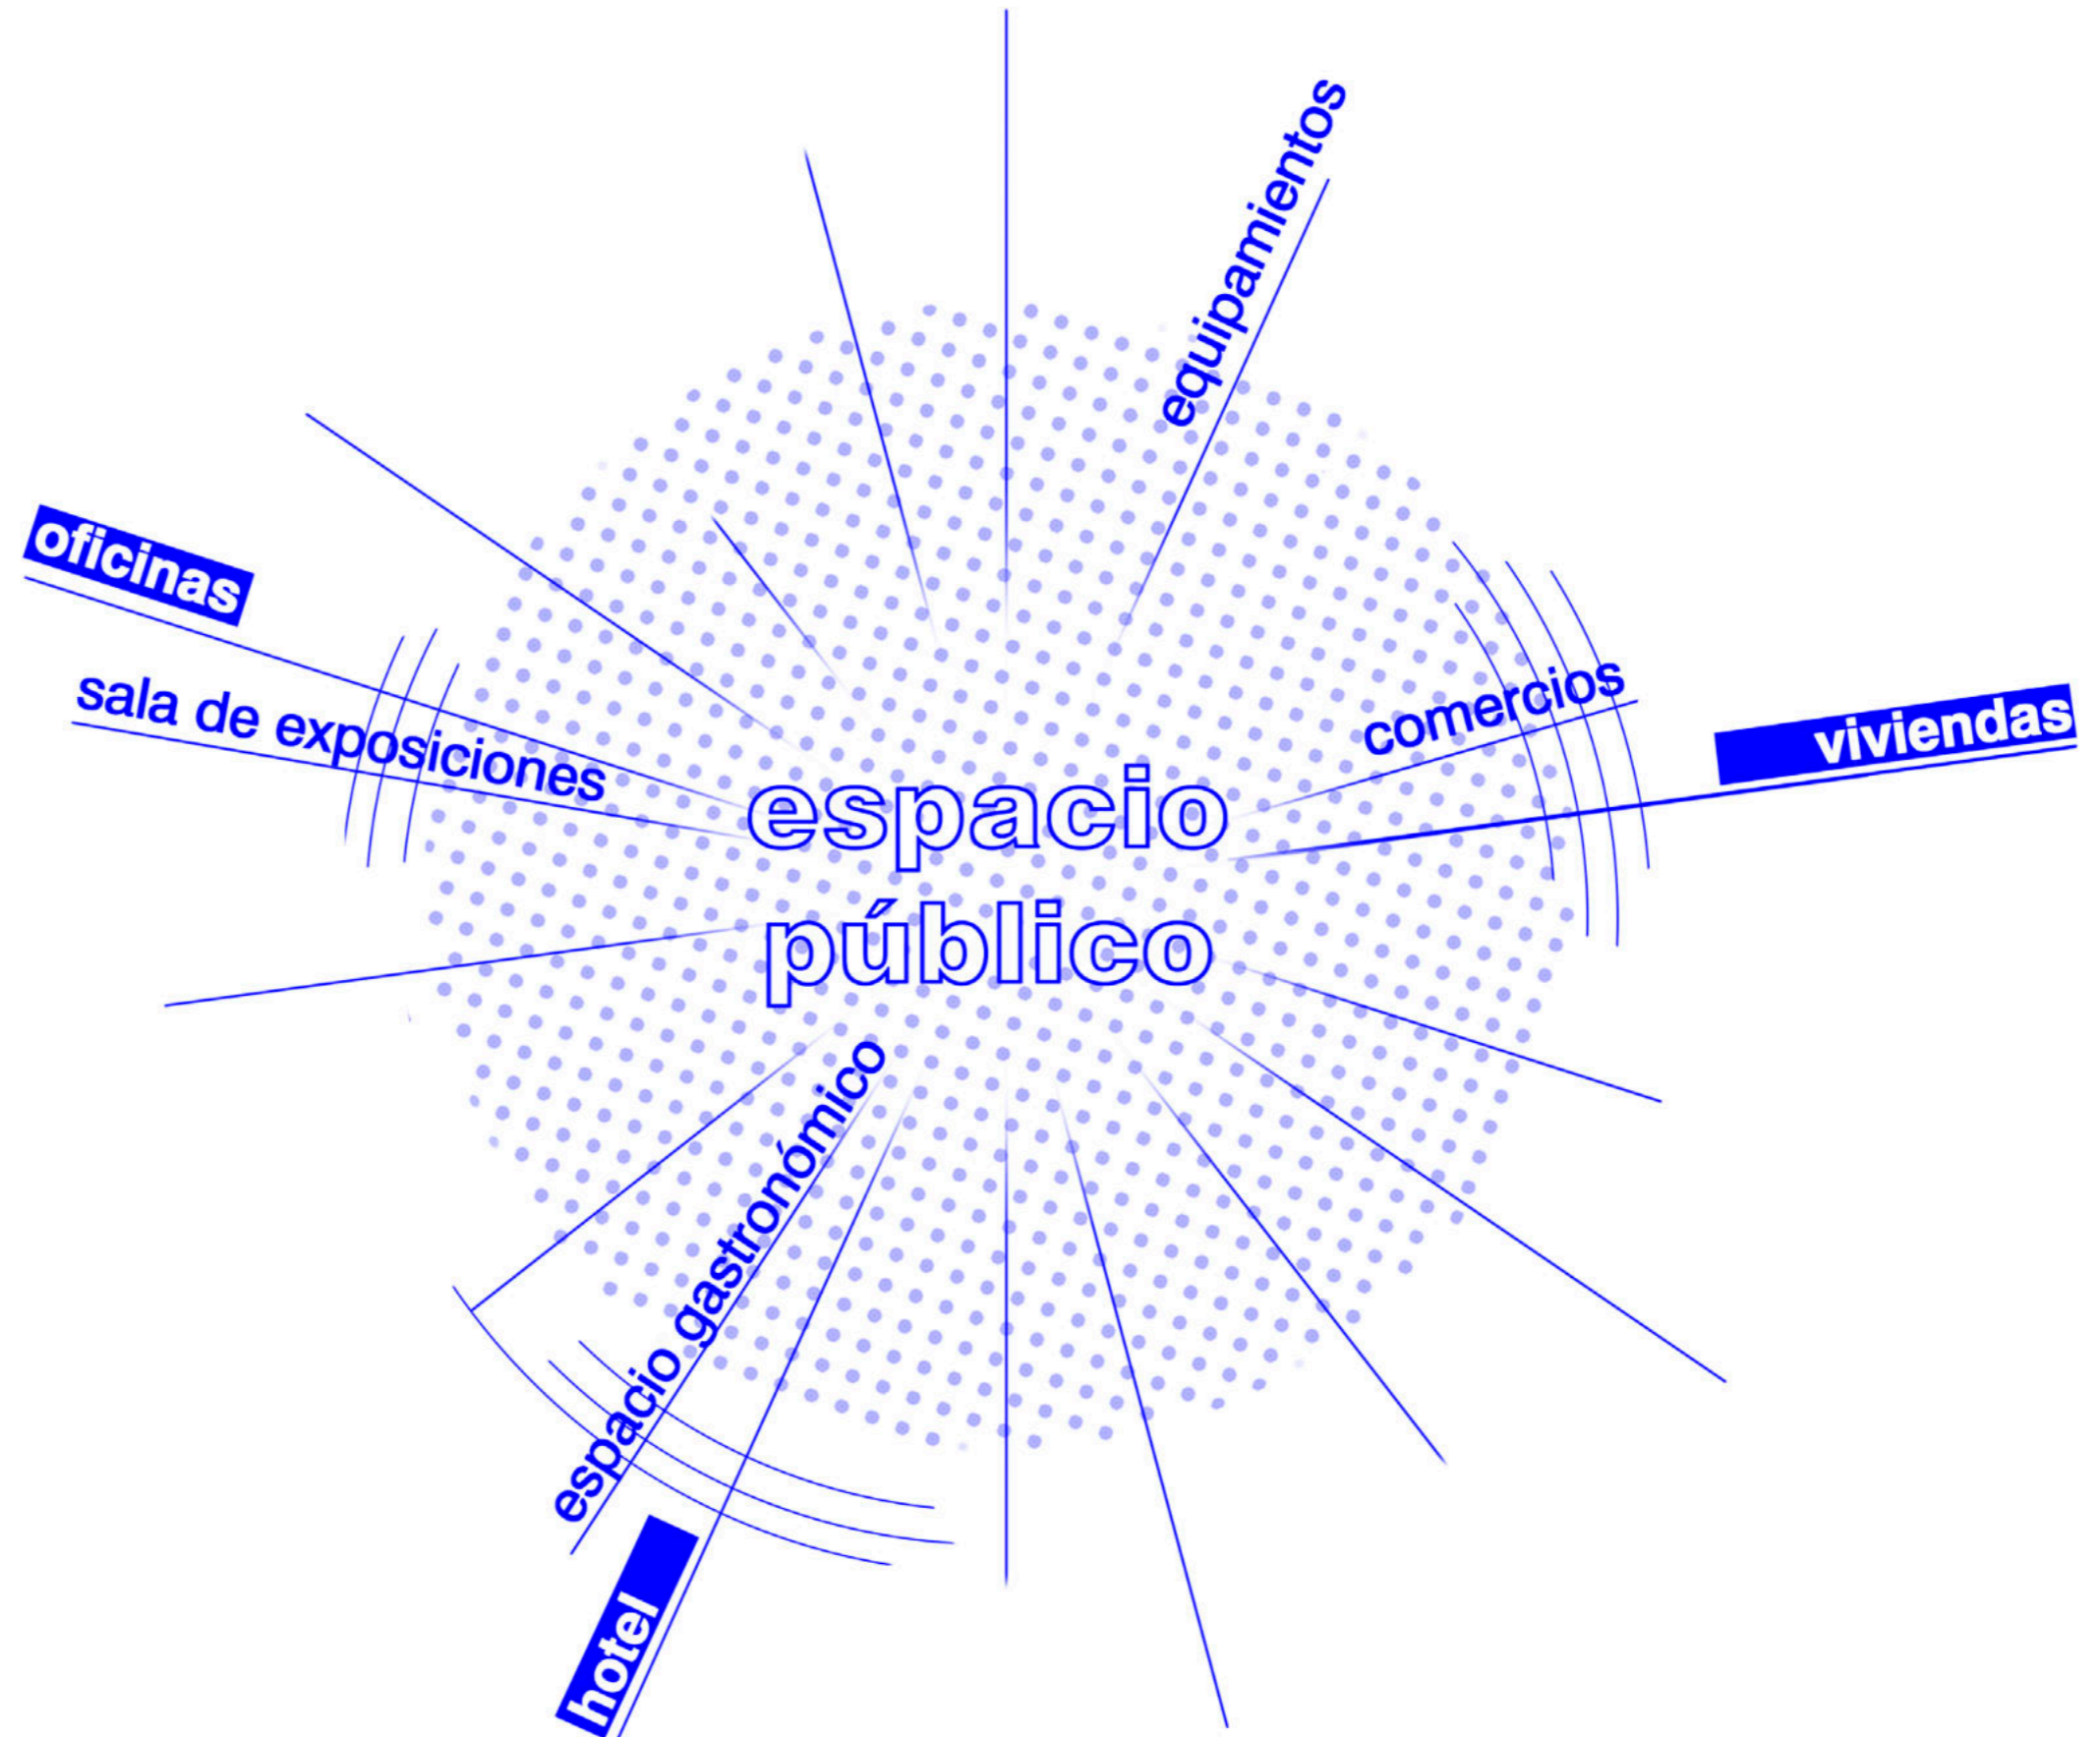 equipamientos
oficinas
sala de exposiciones
comercios
viviendas
espacio
público
espacio gastronómico
hotel